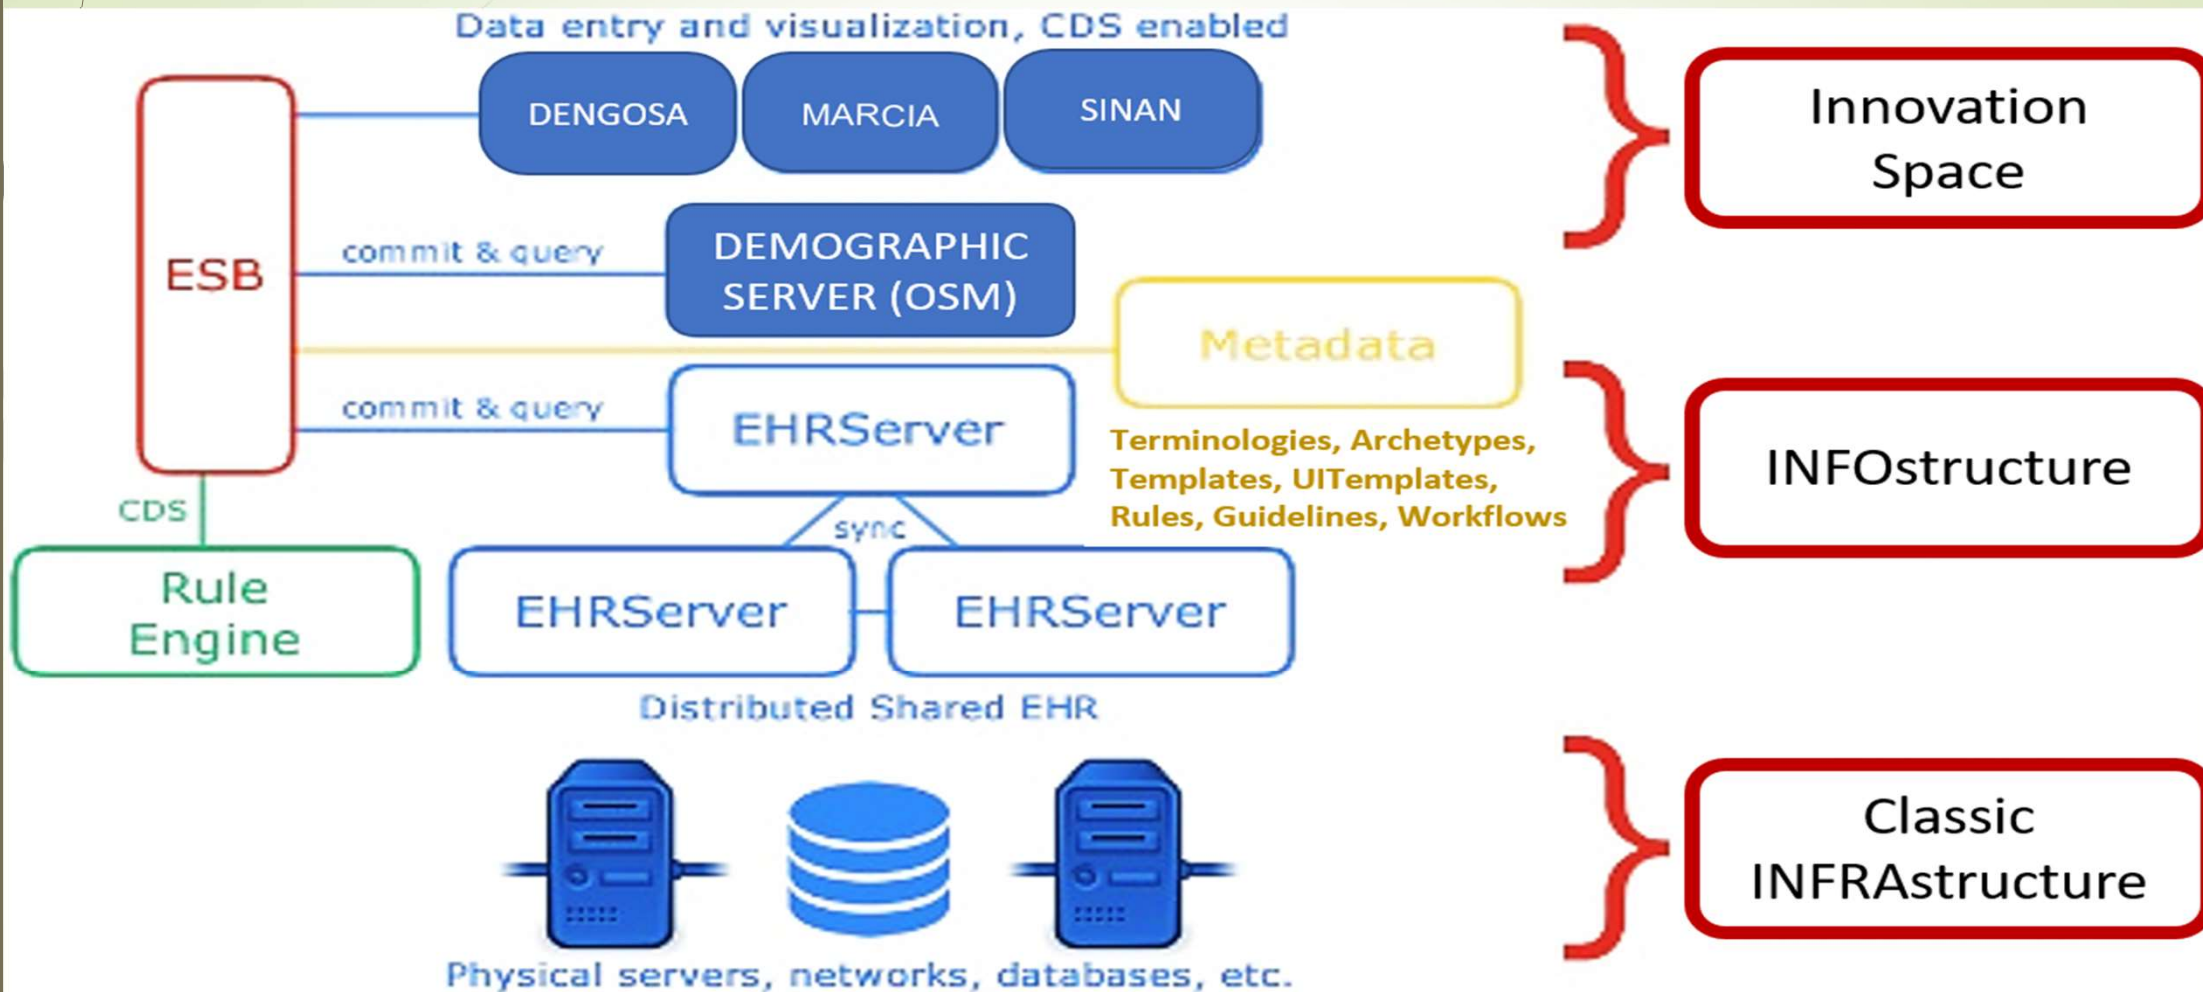 Data entry and visualization, CDS enabled
DENGOSA
MARCIA
SINAN
Innovation
Space
ESB
commit & query
DEMOGRAPHIC
SERVER (OSM)
Metadata
commit & query
EHRServer
Terminologies, Archetypes,
Templates, UITemplates,
Rules, Guidelines, Workflows
INFOstructure
CDS
sync
Rule
Engine
EHRServer
EHRServer
Distributed Shared EHR
Classic
INFRAstructure
Physical servers, networks, databases, etc.